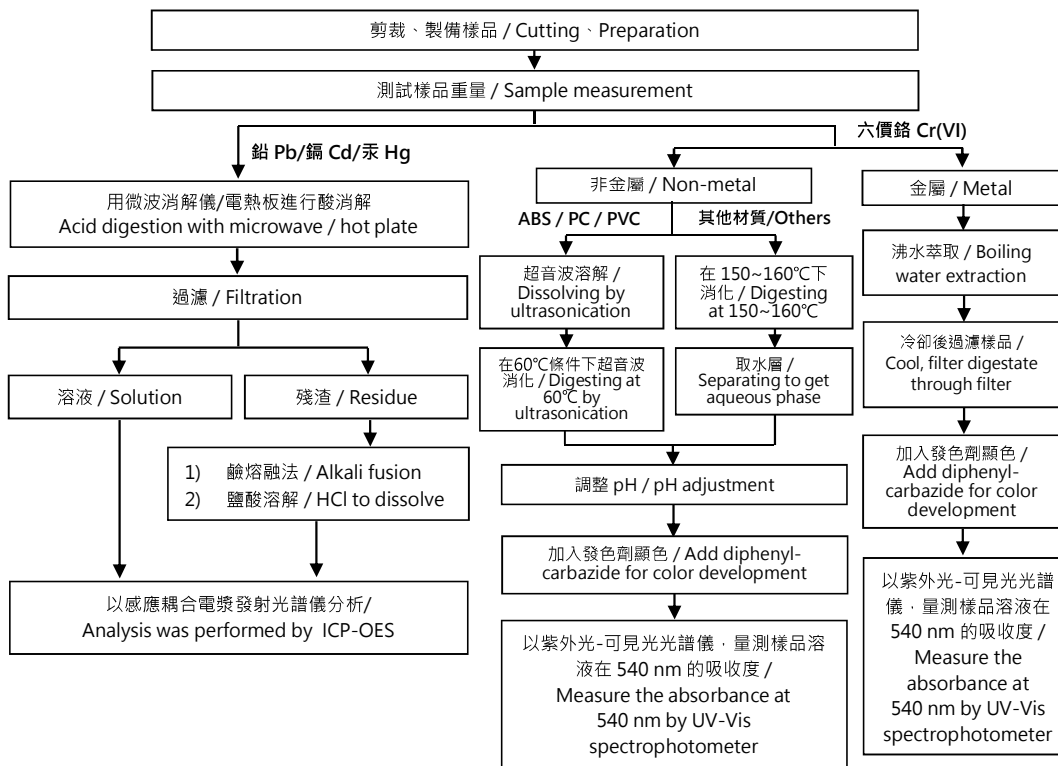 剪裁、製備樣品 / Cutting、Preparation
測試樣品重量 / Sample measurement
鉛 Pb/鎘 Cd/汞 Hg
六價鉻 Cr(VI)
用微波消解儀/電熱板進行酸消解
Acid digestion with microwave / hot plate
過濾 / Filtration
溶液 / Solution
殘渣 / Residue
1) 鹼熔融法 / Alkali fusion
2) 鹽酸溶解 / HCl to dissolve
以感應耦合電漿發射光譜儀分析/
Analysis was performed by ICP-OES
非金屬 / Non-metal
ABS / PC / PVC
其他材質/Others
超音波溶解 /
Dissolving by
ultrasonication
在60℃條件下超音波
消化 / Digesting at
60℃ by
ultrasonication
在 150~160℃下
消化 / Digesting
at 150~160℃
取水層 /
Separating to get
aqueous phase
調整 pH / pH adjustment
加入發色劑顯色 / Add diphenyl-
carbazide for color development
以紫外光-可見光光譜儀，量測樣品溶
液在 540 nm 的吸收度 /
Measure the absorbance at
540 nm by UV-Vis
spectrophotometer
金屬 / Metal
沸水萃取 / Boiling
water extraction
冷卻後過濾樣品 /
Cool, filter digestate
through filter
加入發色劑顯色 /
Add diphenyl-
carbazide for color
development
以紫外光-可見光光譜
儀，量測樣品溶液在
540 nm 的吸收度 /
Measure the
absorbance at
540 nm by UV-Vis
spectrophotometer